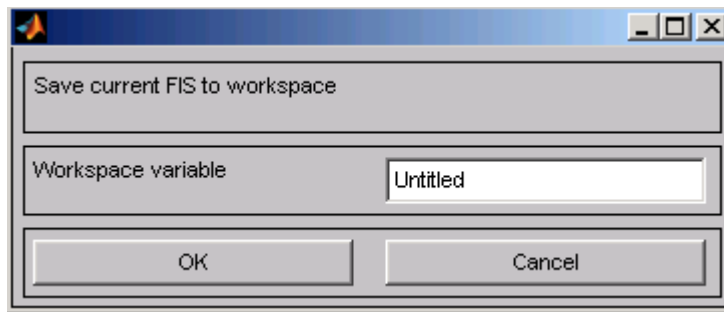 Save current FIS to workspace
Workspace variable
Untitled
OK
Cancel